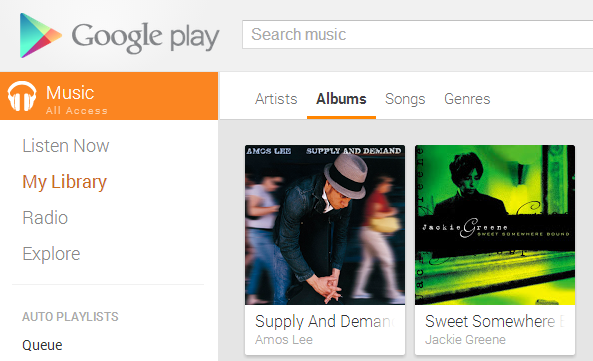 Google play
Search music
Music
All Access
Artists
Albums
Songs
Genres
Listen Now
My Library
Radio
Explore
AUTO PLAYLISTS
Queue
AMOS LEE SUPPLY AND DEMAND
Supply And Deman
Amos Lee
Jackie Greene
SWEET SOMEWHERE BOUND
Sweet Somewhere
Jackie Greene